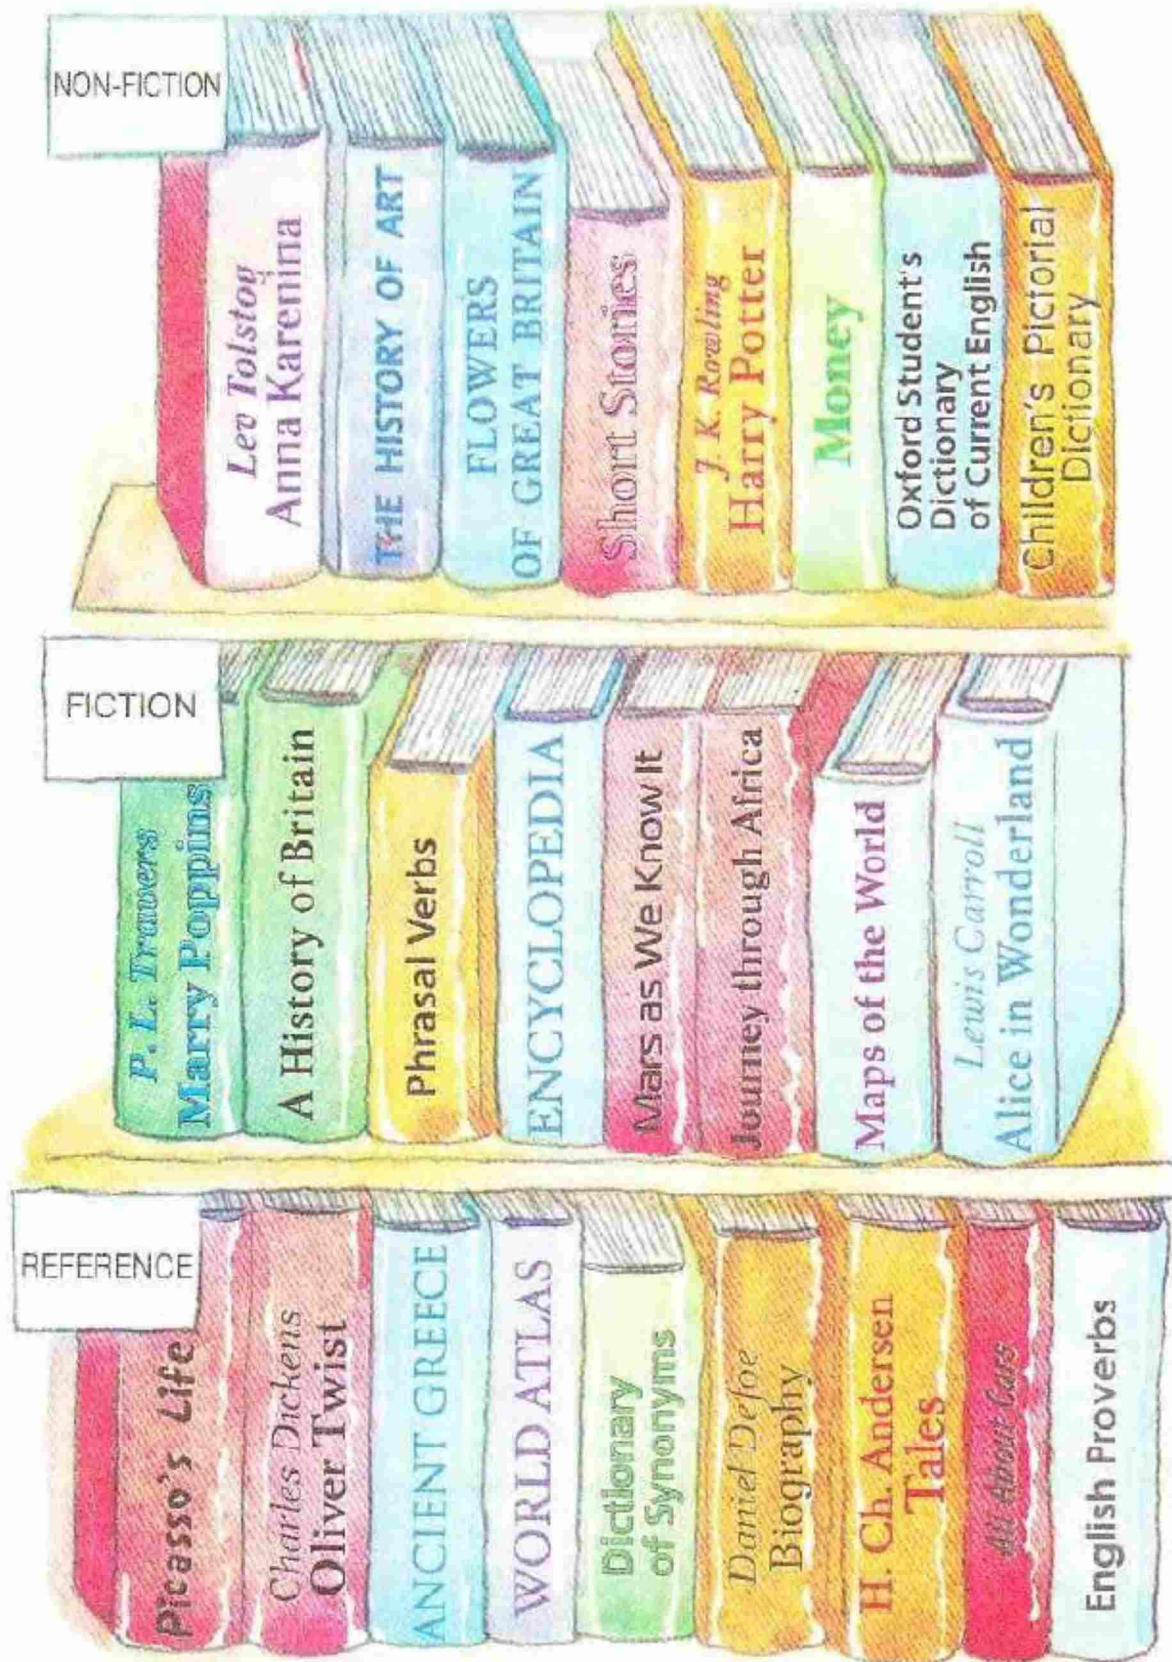 NON-FICTION
Lev Tolstoy
Anna Karenina
THE HISTORY OF ART
FLOWERS
OF GREAT BRITAIN
Short Stories
J. K. Rowling
Harry Potter
Money
Oxford Student's
Dictionary
of Current English
Children's Pictorial
Dictionary
FICTION
P. L. Travers
Marry Poppins
A History of Britain
Phrasal Verbs
ENCYCLOPEDIA
Mars as We Know It
Journey through Africa
Maps of the World
Lewis Carroll
Alice in Wonderland
REFERENCE
Picasso's Life
Charles Dickens
Oliver Twist
ANCIENT GREECE
WORLD ATLAS
Dictionary
of Synonyms
Daniel Defoe
Biography
H. Ch. Andersen
Tales
All About Cars
English Proverbs